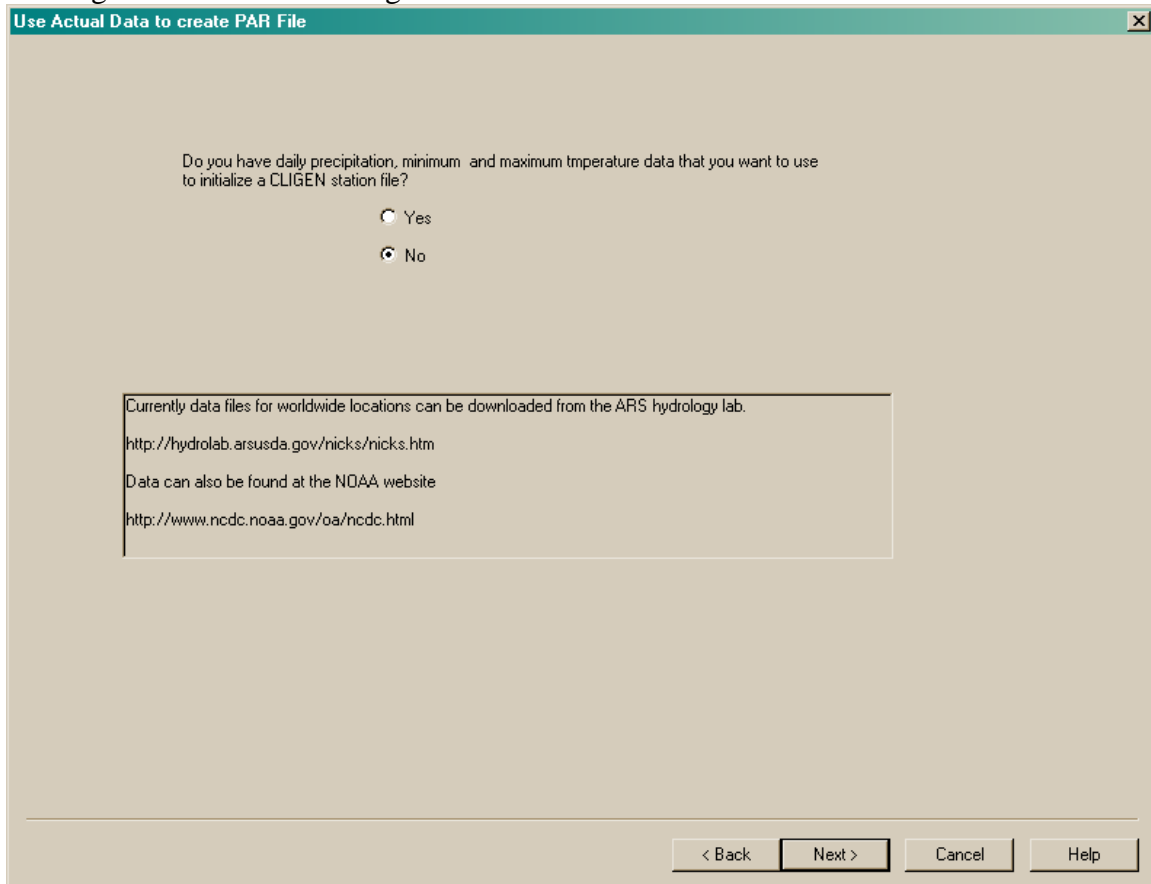 Use Actual Data to create PAR File
Do you have daily precipitation, minimum and maximum tmperature data that you want to use
to initialize a CLIGEN station file?
Yes
No
Currently data files for worldwide locations can be downloaded from the ARS hydrology lab.
http://hydrolab.arsusda.gov/nicks/nicks.htm
Data can also be found at the NOAA website
http://www.ncdc.noaa.gov/oa/ncdc.html
< Back
Next >
Cancel
Help